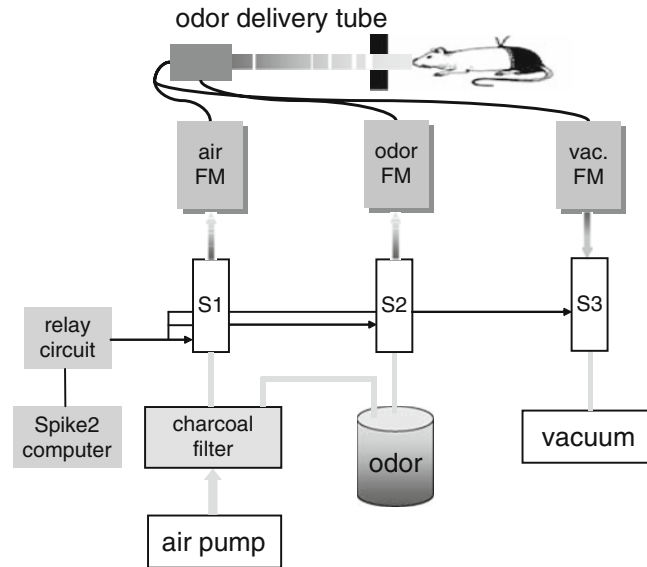 odor delivery tube
air
FM
odor
FM
vac.
FM
S1
S2
S3
relay
circuit
Spike2
computer
charcoal
filter
odor
vacuum
air pump